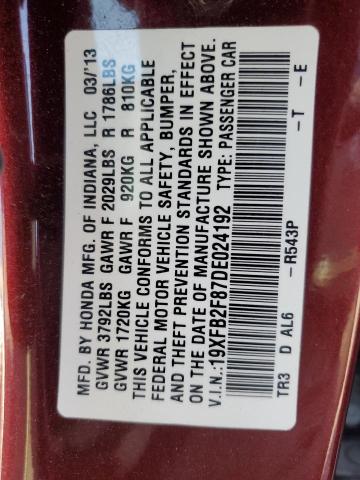 MFD. BY HONDA MFG. OF INDIANA, LLC 03/'13
GVWR 3792LBS GAWR F 2029LBS R 1786LBS
GVWR 1720KG GAWR F 920KG R 810KG
THIS VEHICLE CONFORMS TO ALL APPLICABLE
FEDERAL MOTOR VEHICLE SAFETY, BUMPER,
AND THEFT PREVENTION STANDARDS IN EFFECT
ON THE DATE OF MANUFACTURE SHOWN ABOVE.
V.I.N.:19XFB2F87DE024192 TYPE: PASSENGER CAR
TR3 D AL6 -R543P -T -E